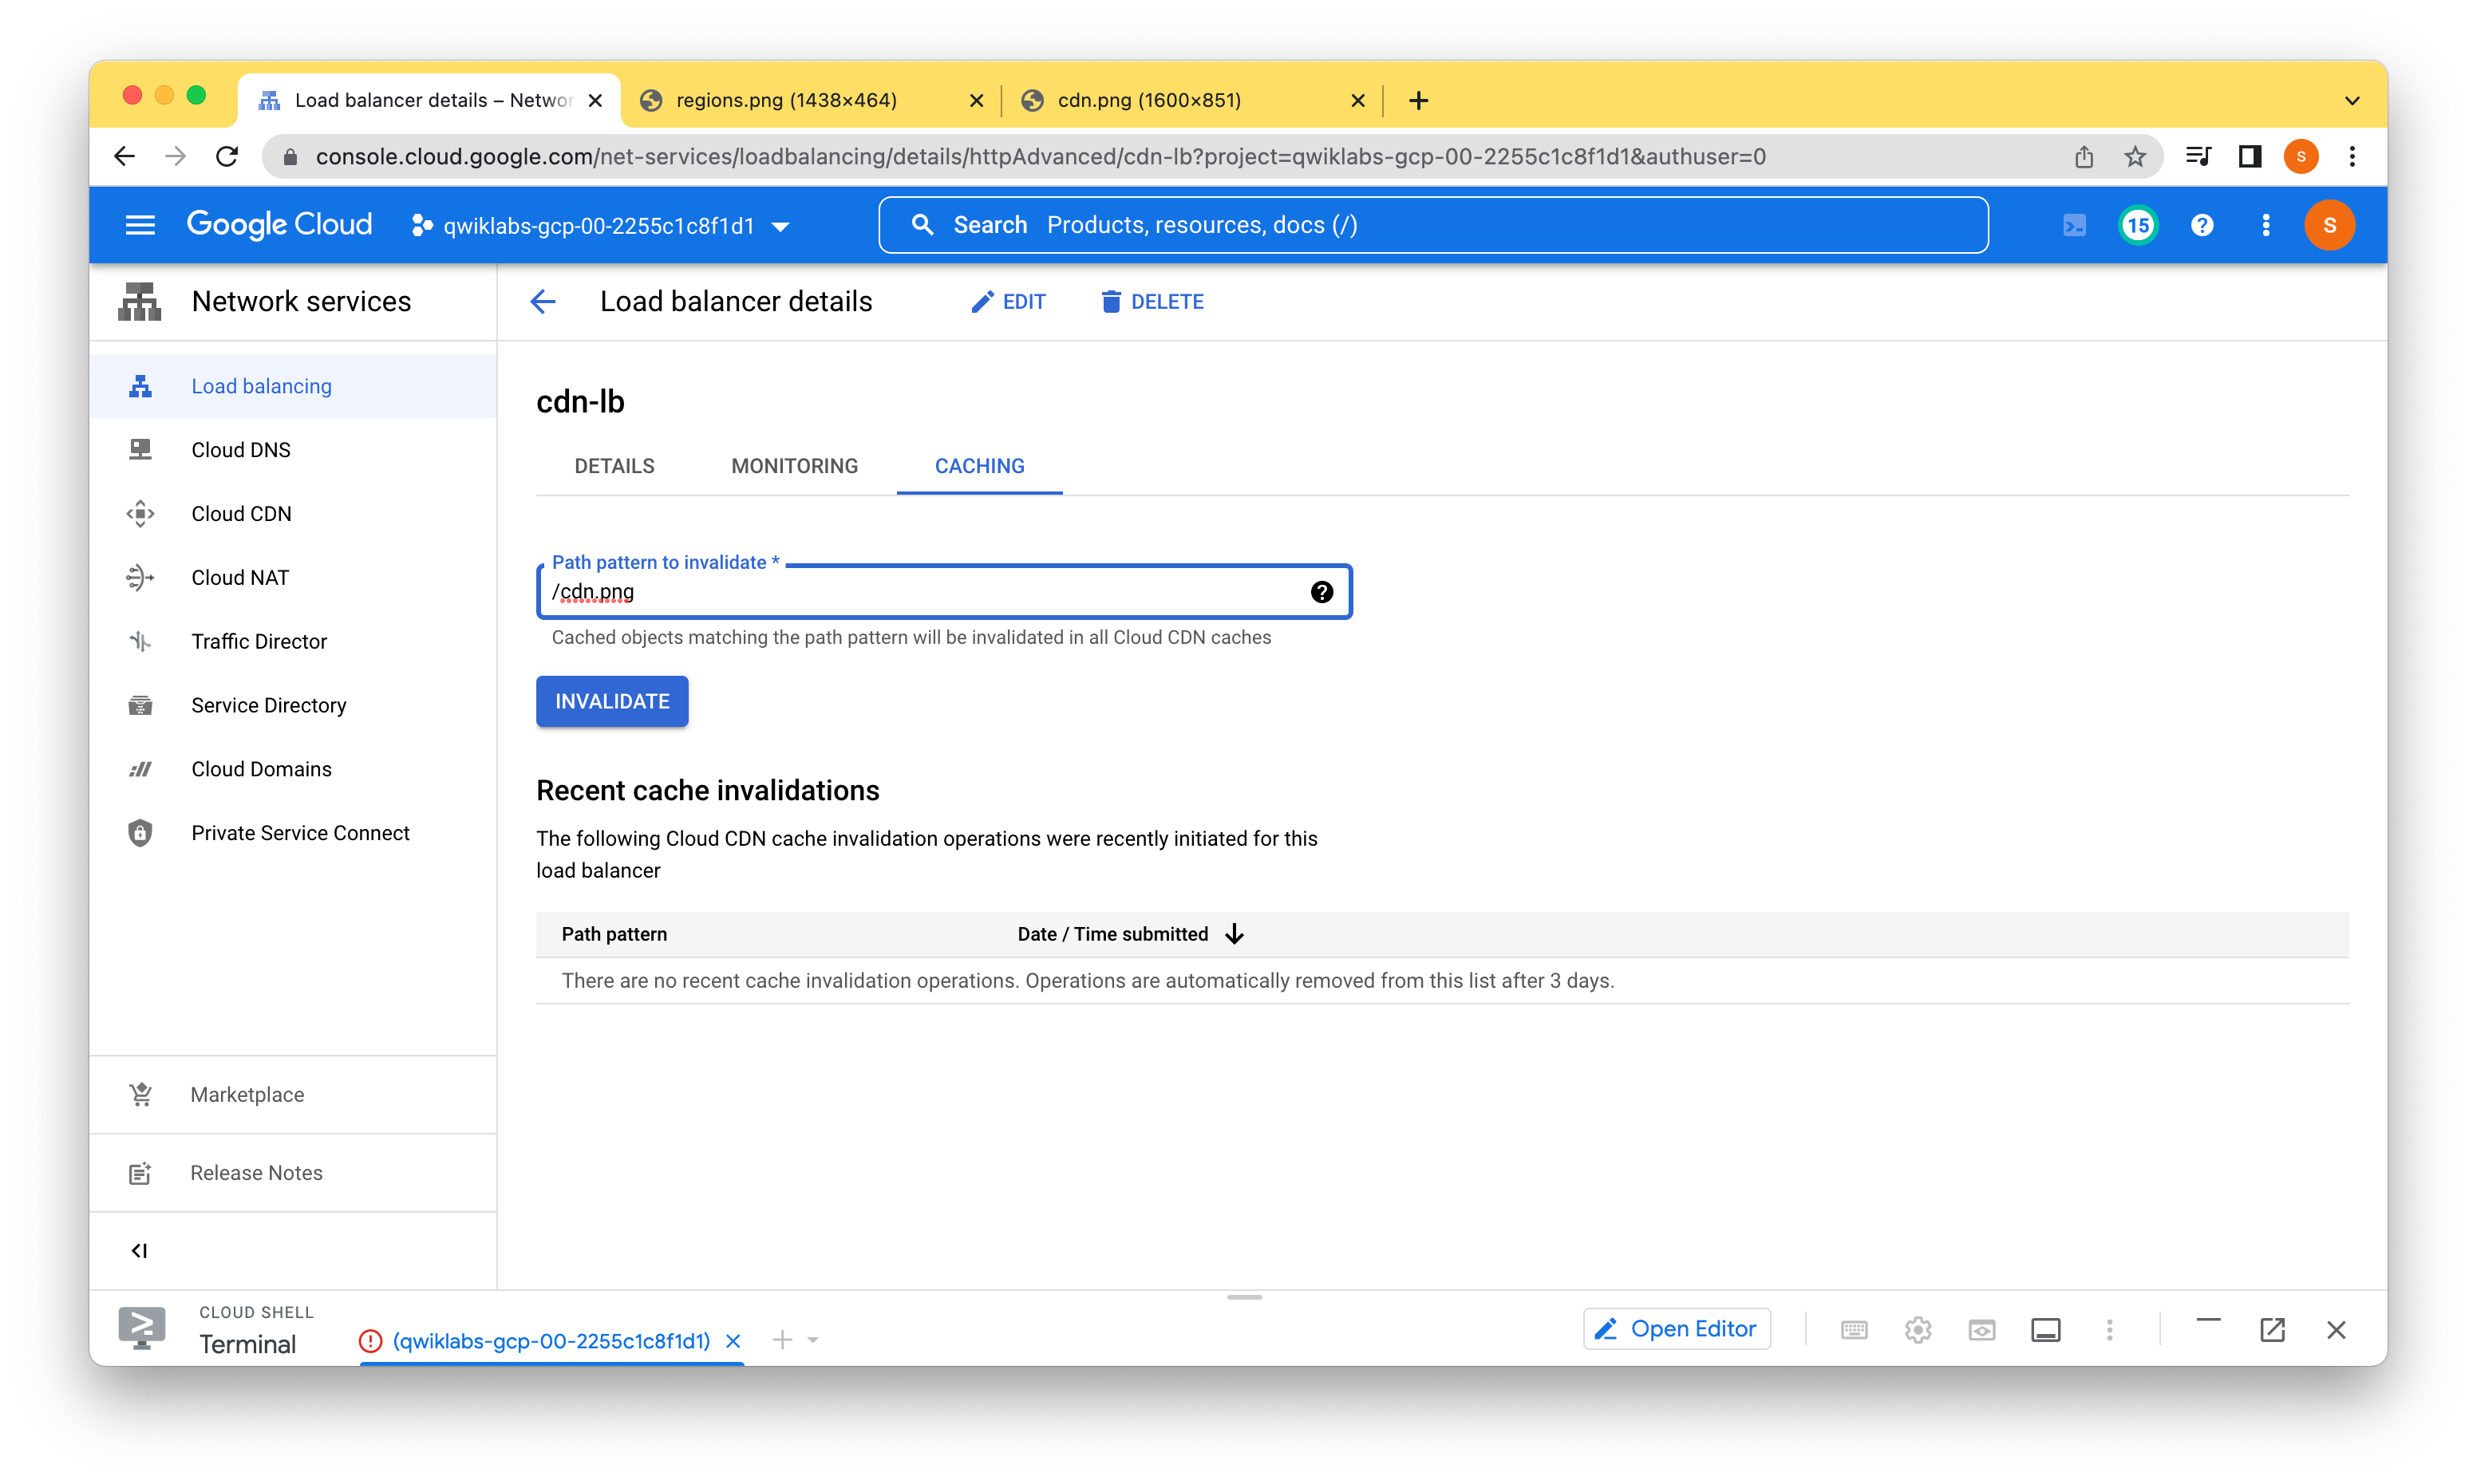 Load balancer details – Networ
regions.png (1438×464)
cdn.png (1600×851)
console.cloud.google.com/net-services/loadbalancing/details/httpAdvanced/cdn-lb?project=qwiklabs-gcp-00-2255c1c8f1d1&authuser=0
S
Google Cloud
qwiklabs-gcp-00-2255c1c8f1d1
Search Products, resources, docs (/)
15
S
Network services
Load balancer details
EDIT
DELETE
Load balancing
Cloud DNS
Cloud CDN
Cloud NAT
Traffic Director
Service Directory
Cloud Domains
Private Service Connect
Marketplace
Release Notes
cdn-lb
DETAILS
MONITORING
CACHING
Path pattern to invalidate *
/cdn.png
Cached objects matching the path pattern will be invalidated in all Cloud CDN caches
INVALIDATE
Recent cache invalidations
The following Cloud CDN cache invalidation operations were recently initiated for this
load balancer
Path pattern
Date / Time submitted
There are no recent cache invalidation operations. Operations are automatically removed from this list after 3 days.
CLOUD SHELL
Terminal
(qwiklabs-gcp-00-2255c1c8f1d1)
Open Editor